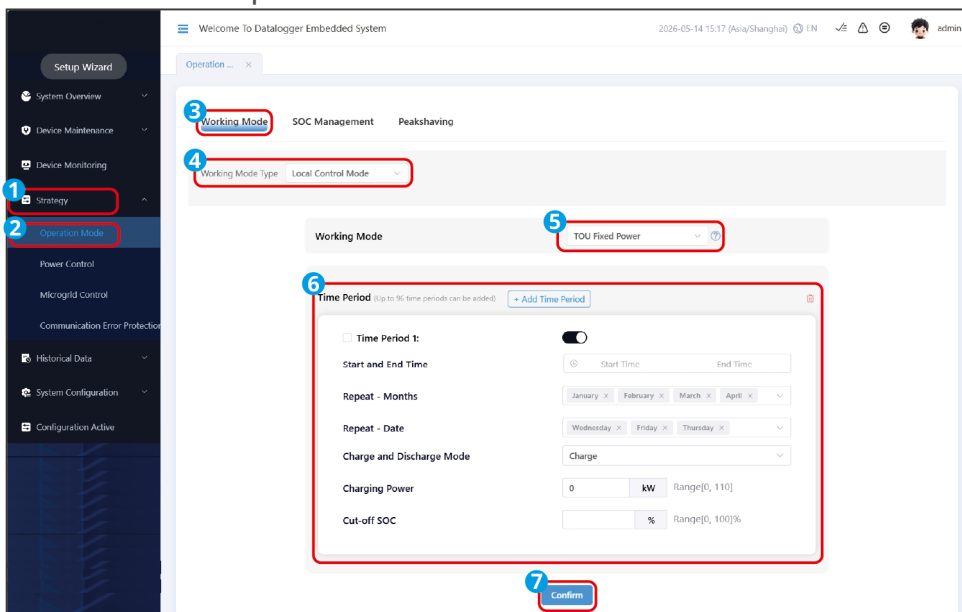 Welcome To Datalogger Embedded System
2026-05-14 15:17 (Asia/Shanghai) EN
admin
Setup Wizard
Operation ... ×
System Overview
Device Maintenance
Device Monitoring
1
Strategy
2
Operation Mode
Power Control
Microgrid Control
Communication Error Protection
Historical Data
System Configuration
Configuration Active
3
Working Mode SOC Management Peakshaving
4
Working Mode Type Local Control Mode
5
Working Mode TOU Fixed Power
6
Time Period (Up to 96 time periods can be added) + Add Time Period
Time Period 1:
Start and End Time Start Time End Time
Repeat - Months January × February × March × April ×
Repeat - Date Wednesday × Friday × Thursday ×
Charge and Discharge Mode Charge
Charging Power 0 kW Range[0, 110]
Cut-off SOC % Range[0, 100]%
7
Confirm